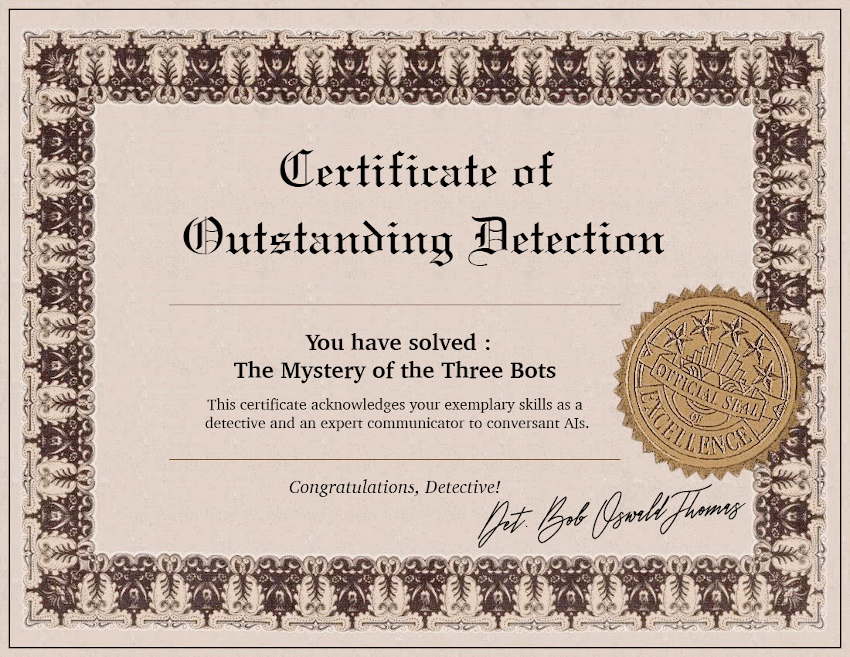 Certificate of
Outstanding Detection
You have solved :
The Mystery of the Three Bots
This certificate acknowledges your exemplary skills as a
detective and an expert communicator to conversant AIs.
OFFICIAL SEAL
OF
EXCELLENCE
Congratulations, Detective!
Det. Bob Oswald Thomas